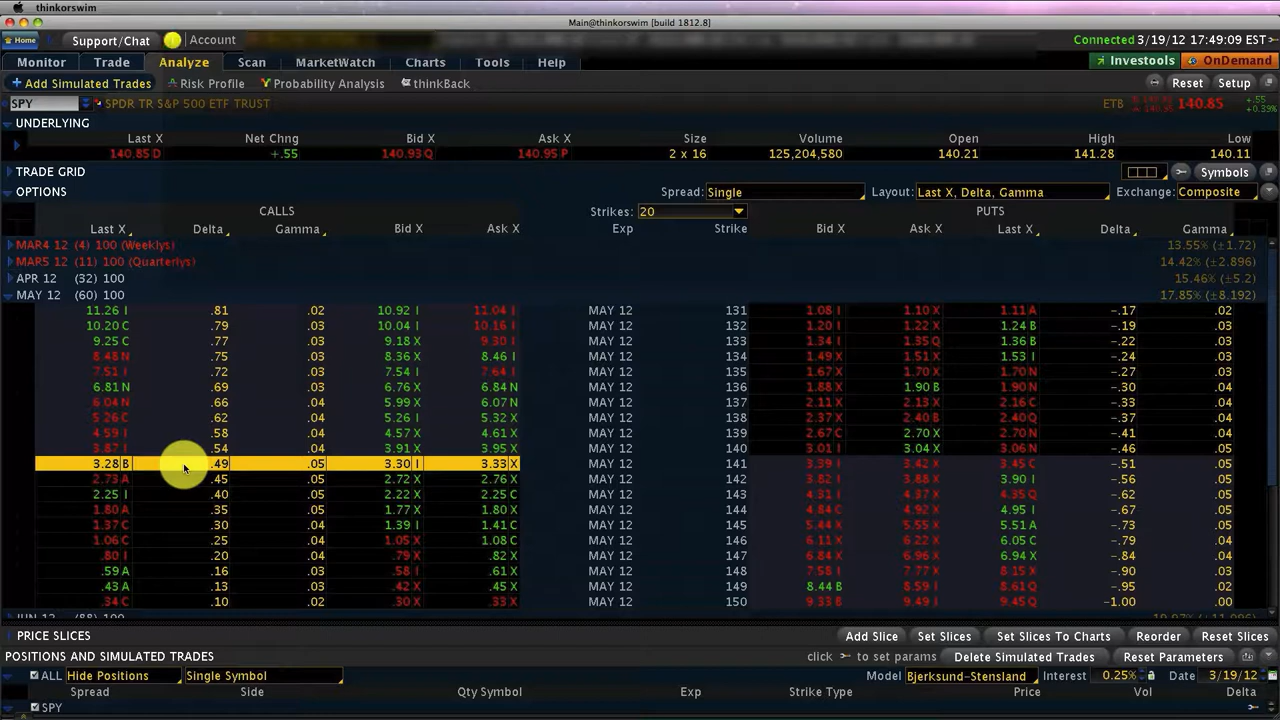 thinkorswim
Main@thinkorswim [build 1812.8]
Home Support/Chat Account Connected 3/19/12 17:49:09 EST
Monitor Trade Analyze Scan MarketWatch Charts Tools Help Investools OnDemand
+ Add Simulated Trades Risk Profile Probability Analysis thinkBack Reset Setup
SPY SPDR TR S&P 500 ETF TRUST ETB 140.85 +.55 +0.39%
UNDERLYING
Last X Net Chng Bid X Ask X Size Volume Open High Low
140.85 D +.55 140.93 Q 140.95 P 2 x 16 125,204,580 140.21 141.28 140.11
TRADE GRID Symbols
OPTIONS Spread: Single Layout: Last X, Delta, Gamma Exchange: Composite
CALLS Strikes: 20 PUTS
Last X Delta Gamma Bid X Ask X Exp Strike Bid X Ask X Last X Delta Gamma
MAR4 12 (4) 100 (Weeklys) 13.55% (±1.72)
MAR5 12 (11) 100 (Quarterlys) 14.42% (±2.896)
APR 12 (32) 100 15.46% (±5.2)
MAY 12 (60) 100 17.85% (±8.192)
11.26 I .81 .02 10.92 I 11.04 I MAY 12 131 1.08 I 1.10 X 1.11 A -.17 .02
10.20 C .79 .03 10.04 I 10.16 I MAY 12 132 1.20 I 1.22 X 1.24 B -.19 .03
9.25 C .77 .03 9.18 X 9.30 I MAY 12 133 1.34 I 1.35 Q 1.36 B -.22 .03
8.48 N .75 .03 8.36 X 8.46 I MAY 12 134 1.49 X 1.51 X 1.53 I -.24 .03
7.51 I .72 .03 7.54 I 7.64 I MAY 12 135 1.67 X 1.70 X 1.70 N -.27 .03
6.81 N .69 .03 6.76 X 6.84 N MAY 12 136 1.88 X 1.90 B 1.90 N -.30 .04
6.04 N .66 .04 5.99 X 6.07 N MAY 12 137 2.11 X 2.13 X 2.16 C -.33 .04
5.26 C .62 .04 5.26 I 5.32 X MAY 12 138 2.37 X 2.40 B 2.40 Q -.37 .04
4.59 I .58 .04 4.57 X 4.61 X MAY 12 139 2.67 C 2.70 X 2.70 N -.41 .04
3.87 I .54 .04 3.91 X 3.95 X MAY 12 140 3.01 I 3.04 X 3.06 N -.46 .04
3.28 B .49 .05 3.30 I 3.33 X MAY 12 141 3.39 I 3.42 X 3.45 C -.51 .05
2.73 A .45 .05 2.72 X 2.76 X MAY 12 142 3.82 I 3.88 X 3.90 I -.56 .05
2.25 I .40 .05 2.22 X 2.25 C MAY 12 143 4.31 I 4.37 X 4.35 Q -.62 .05
1.80 A .35 .05 1.77 X 1.80 X MAY 12 144 4.84 C 4.92 X 4.95 I -.67 .05
1.37 C .30 .04 1.39 I 1.41 C MAY 12 145 5.44 X 5.55 X 5.51 A -.73 .05
1.06 C .25 .04 1.05 X 1.08 C MAY 12 146 6.11 X 6.22 X 6.05 C -.79 .05
.80 I .20 .04 .79 X .82 X MAY 12 147 6.84 X 6.96 X 6.94 X -.84 .04
.59 A .16 .03 .58 I .61 X MAY 12 148 7.58 I 7.77 X 8.15 X -.90 .03
.43 A .13 .03 .42 X .45 X MAY 12 149 8.44 B 8.59 I 8.61 Q -.95 .02
.34 C .10 .02 .30 X .33 X MAY 12 150 9.33 B 9.49 I 9.45 Q -1.00 .00
JUN 12 (88) 100
PRICE SLICES Add Slice Set Slices Set Slices To Charts Reorder Reset Slices
POSITIONS AND SIMULATED TRADES click to set params Delete Simulated Trades Reset Parameters
ALL Hide Positions Single Symbol Model Bjerksund-Stensland Interest 0.25% Date 3/19/12
Spread Side Qty Symbol Exp Strike Type Price Vol Delta
SPY